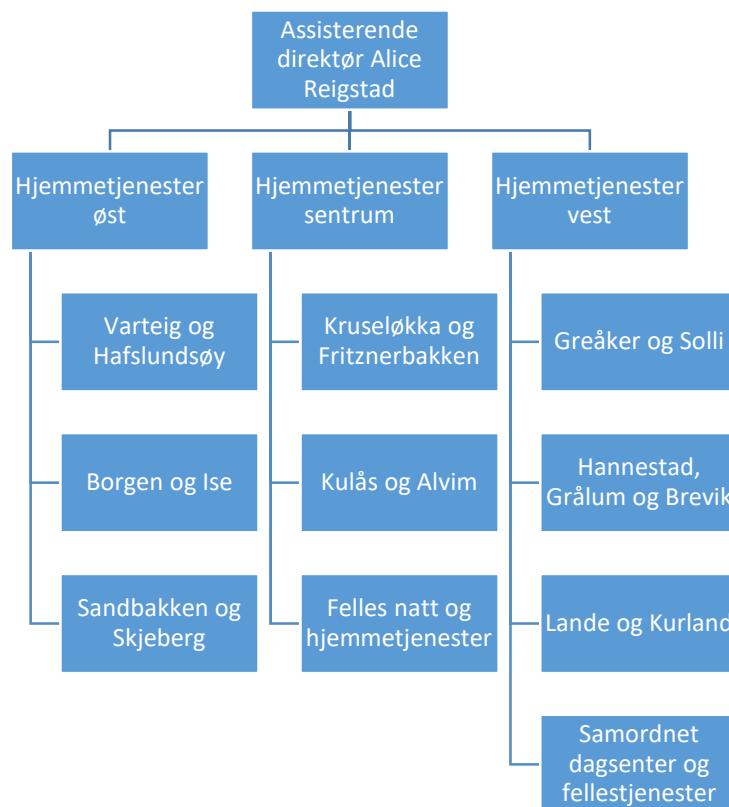 Assisterende
direktør Alice
Reigstad
Hjemmetjenester
øst
Hjemmetjenester
sentrum
Hjemmetjenester
vest
Varteig og
Hafslundsøy
Kruseløkka og
Fritznerbakken
Greåker og Solli
Borgen og Ise
Kulås og Alvim
Hannestad,
Grålum og Brevik
Sandbakken og
Skjeberg
Felles natt og
hjemmetjenester
Lande og Kurland
Samordnet
dagsenter og
fellestjenester